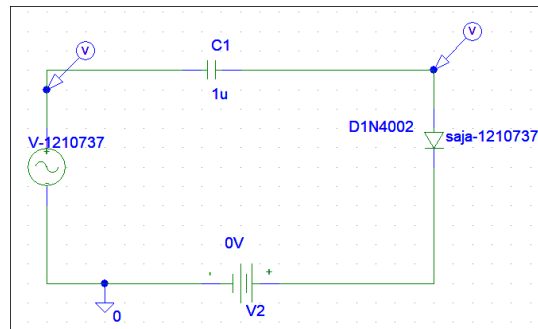 V
V
C1
1u
D1N4002
saja-1210737
V-1210737
+
-
0V
- +
V2
0